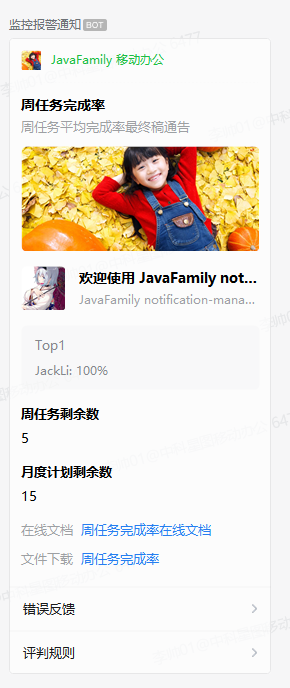 监控报警通知 BOT
JavaFamily 移动办公
周任务完成率
周任务平均完成率最终稿通告
欢迎使用 JavaFamily not...
JavaFamily notification-mana...
Top1
JackLi: 100%
周任务剩余数
5
月度计划剩余数
15
在线文档 周任务完成率在线文档
文件下载 周任务完成率
错误反馈
评判规则